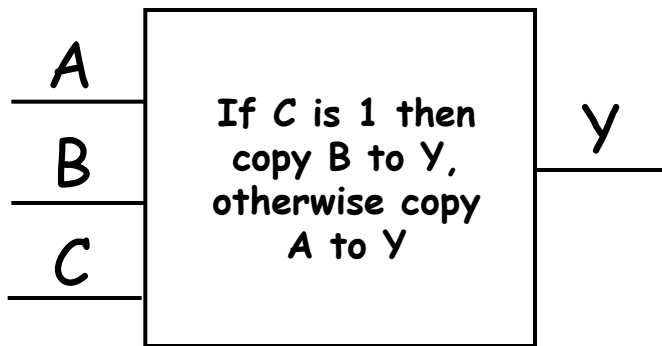 A
B
C
If C is 1 then
copy B to Y,
otherwise copy
A to Y
Y